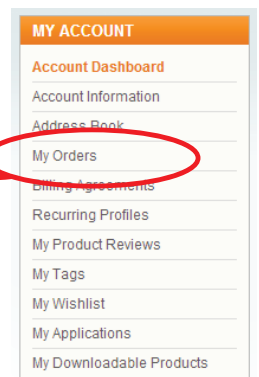 MY ACCOUNT
Account Dashboard
Account Information
Address Book
My Orders
Billing Agreements
Recurring Profiles
My Product Reviews
My Tags
My Wishlist
My Applications
My Downloadable Products